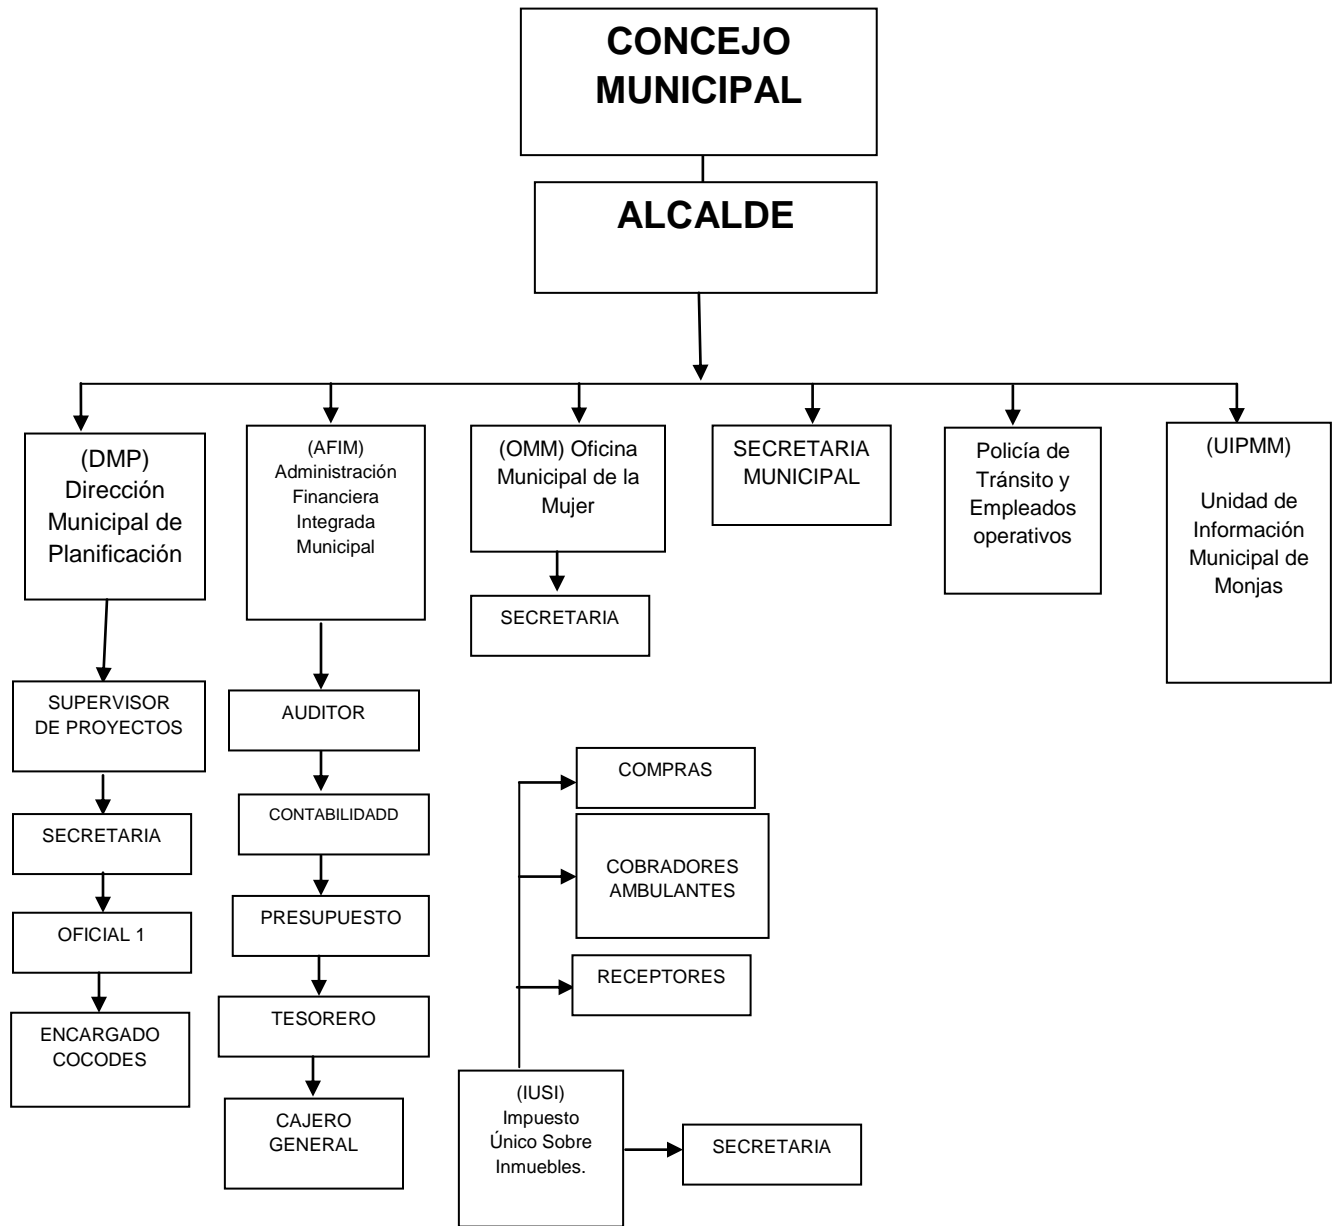 CONCEJO
MUNICIPAL
ALCALDE
(DMP)
Dirección
Municipal de
Planificación
(AFIM)
Administración
Financiera
Integrada
Municipal
(OMM) Oficina
Municipal de la
Mujer
SECRETARIA
MUNICIPAL
Policía de
Tránsito y
Empleados
operativos
(UIPMM)
Unidad de
Información
Municipal de
Monjas
SECRETARIA
SUPERVISOR
DE PROYECTOS
AUDITOR
COMPRAS
CONTABILIDADD
SECRETARIA
COBRADORES
AMBULANTES
PRESUPUESTO
OFICIAL 1
RECEPTORES
TESORERO
ENCARGADO
COCODES
(IUSI)
Impuesto
Único Sobre
Inmuebles.
CAJERO
GENERAL
SECRETARIA